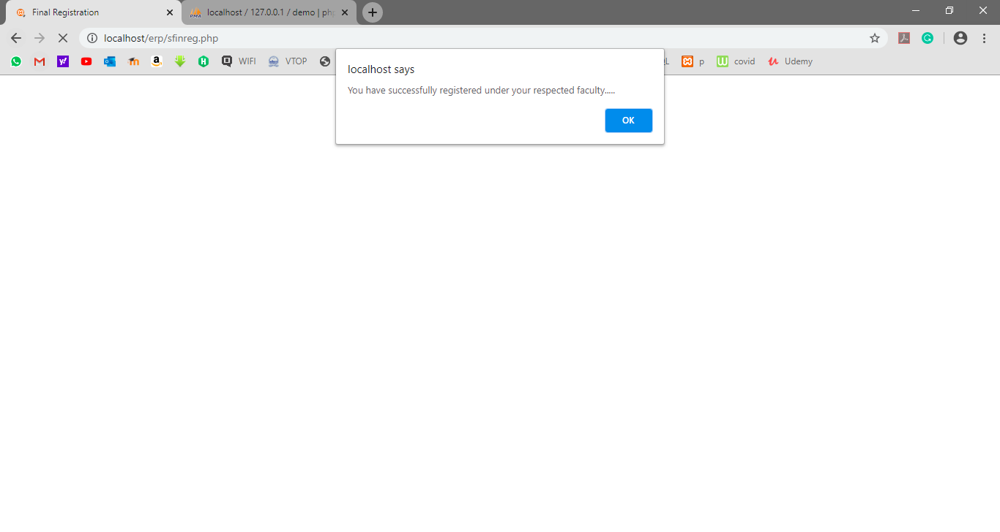 Final Registration
localhost / 127.0.0.1 / demo | php
localhost/erp/sfinreg.php
WIFI
VTOP
p
covid
Udemy
localhost says
You have successfully registered under your respected faculty.....
OK